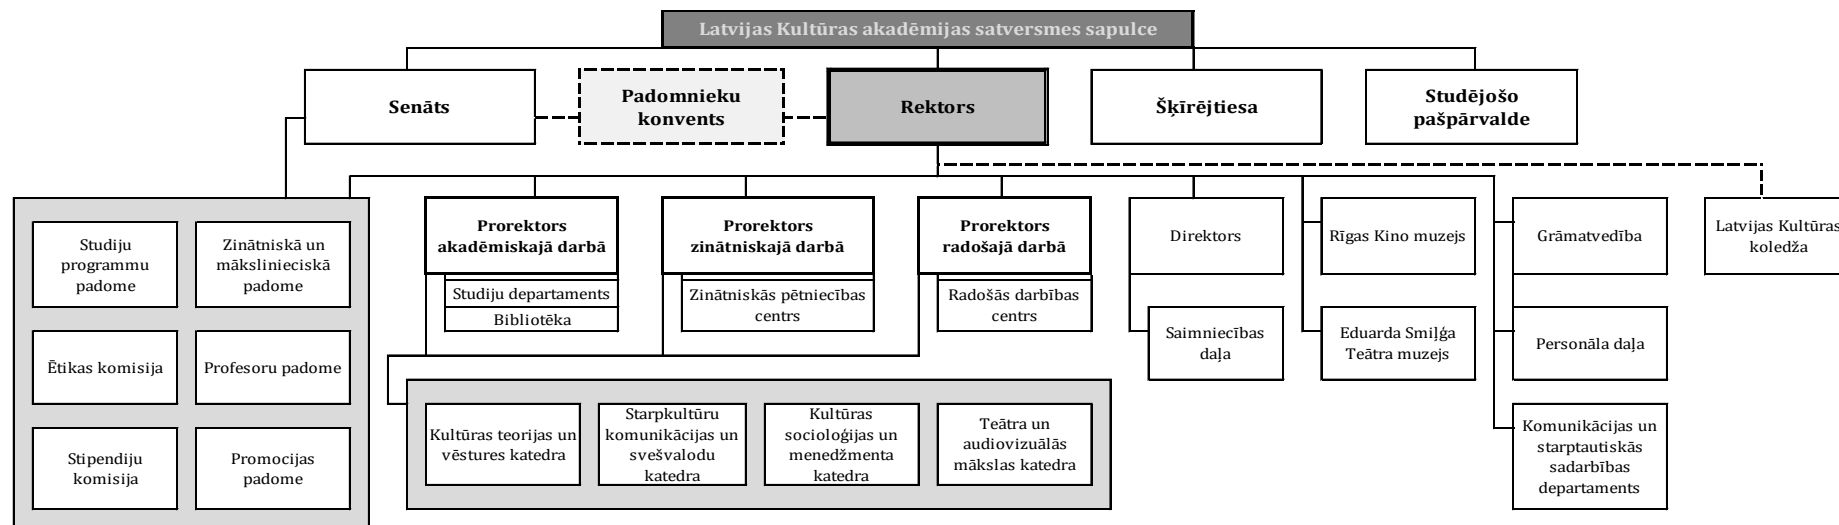 Latvijas Kultūras akadēmijas satversmes sapulce
Senāts
Padomnieku
konvents
Rektors
Šķīrējtiesa
Studējošo
pašpārvalde
Studiju
programmu
padome
Zinātniskā un
mākslinieciskā
padome
Ētikas komisija
Profesoru padome
Stipendiju
komisija
Promocijas
padome
Prorektors
akadēmiskajā darbā
Studiju departaments
Bibliotēka
Prorektors
zinātniskajā darbā
Zinātniskās pētniecības
centrs
Prorektors
radošajā darbā
Radošās darbības
centrs
Direktors
Saimniecības
daļa
Rīgas Kino muzejs
Eduarda Smiļģa
Teātra muzejs
Grāmatvedība
Personāla daļa
Komunikācijas un
starptautiskās
sadarbības
departaments
Latvijas Kultūras
koledža
Kultūras teorijas un
vēstures katedra
Starpkultūru
komunikācijas un
svešvalodu
katedra
Kultūras
socioloģijas un
menedžmenta
katedra
Teātra un
audiovizuālās
mākslas katedra